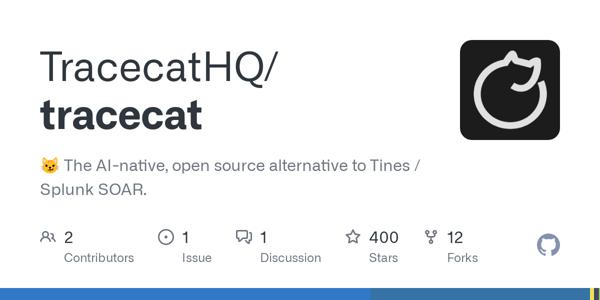 TracecatHQ/
tracecat
😼 The AI-native, open source alternative to Tines /
Splunk SOAR.
2 1 1 400 12
Contributors Issue Discussion Stars Forks